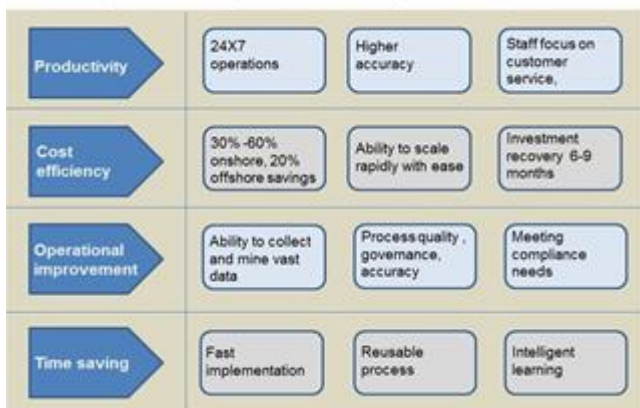 Productivity
24X7
operations
Higher
accuracy
Staff focus on
customer
service,
Cost
efficiency
30% -60%
onshore, 20%
offshore savings
Ability to scale
rapidly with ease
Investment
recovery 6-9
months
Operational
improvement
Ability to collect
and mine vast
data
Process quality ,
governance,
accuracy
Meeting
compliance
needs
Time saving
Fast
implementation
Reusable
process
Intelligent
learning